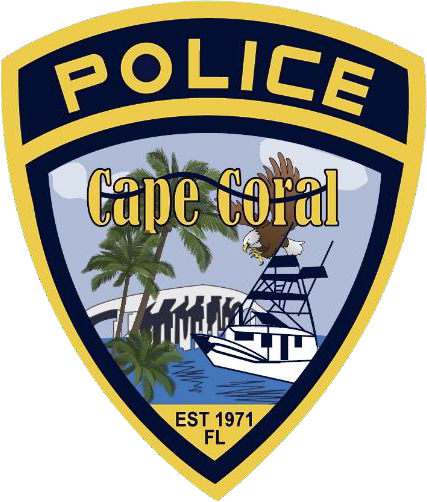 POLICE
Cape Coral
EST 1971
FL